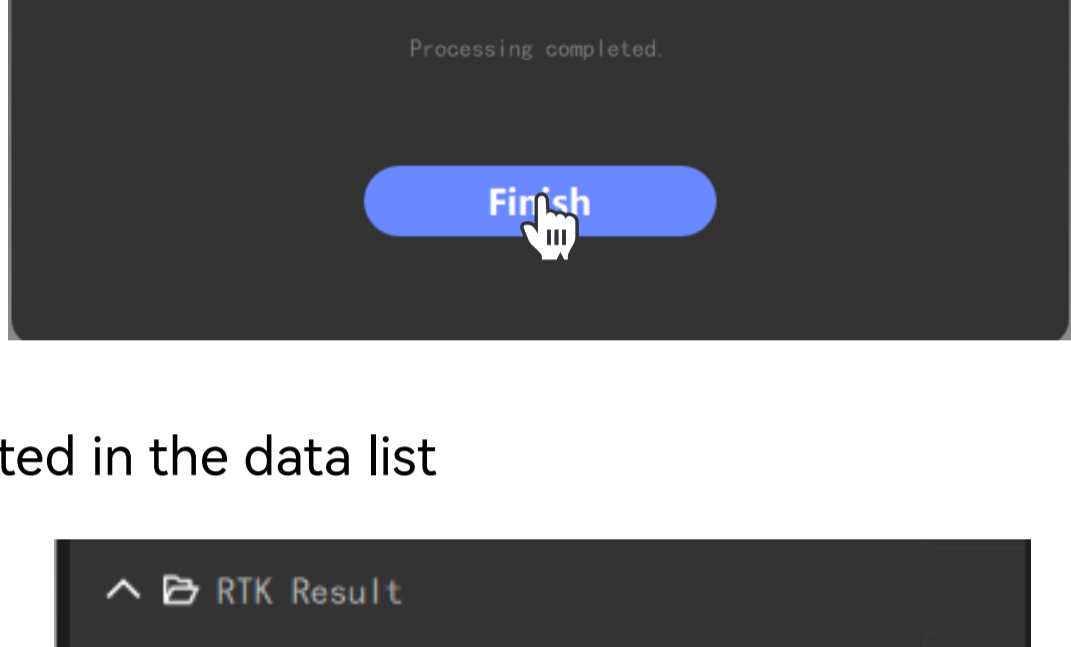 Processing completed.
Finish
ted in the data list
RTK Result